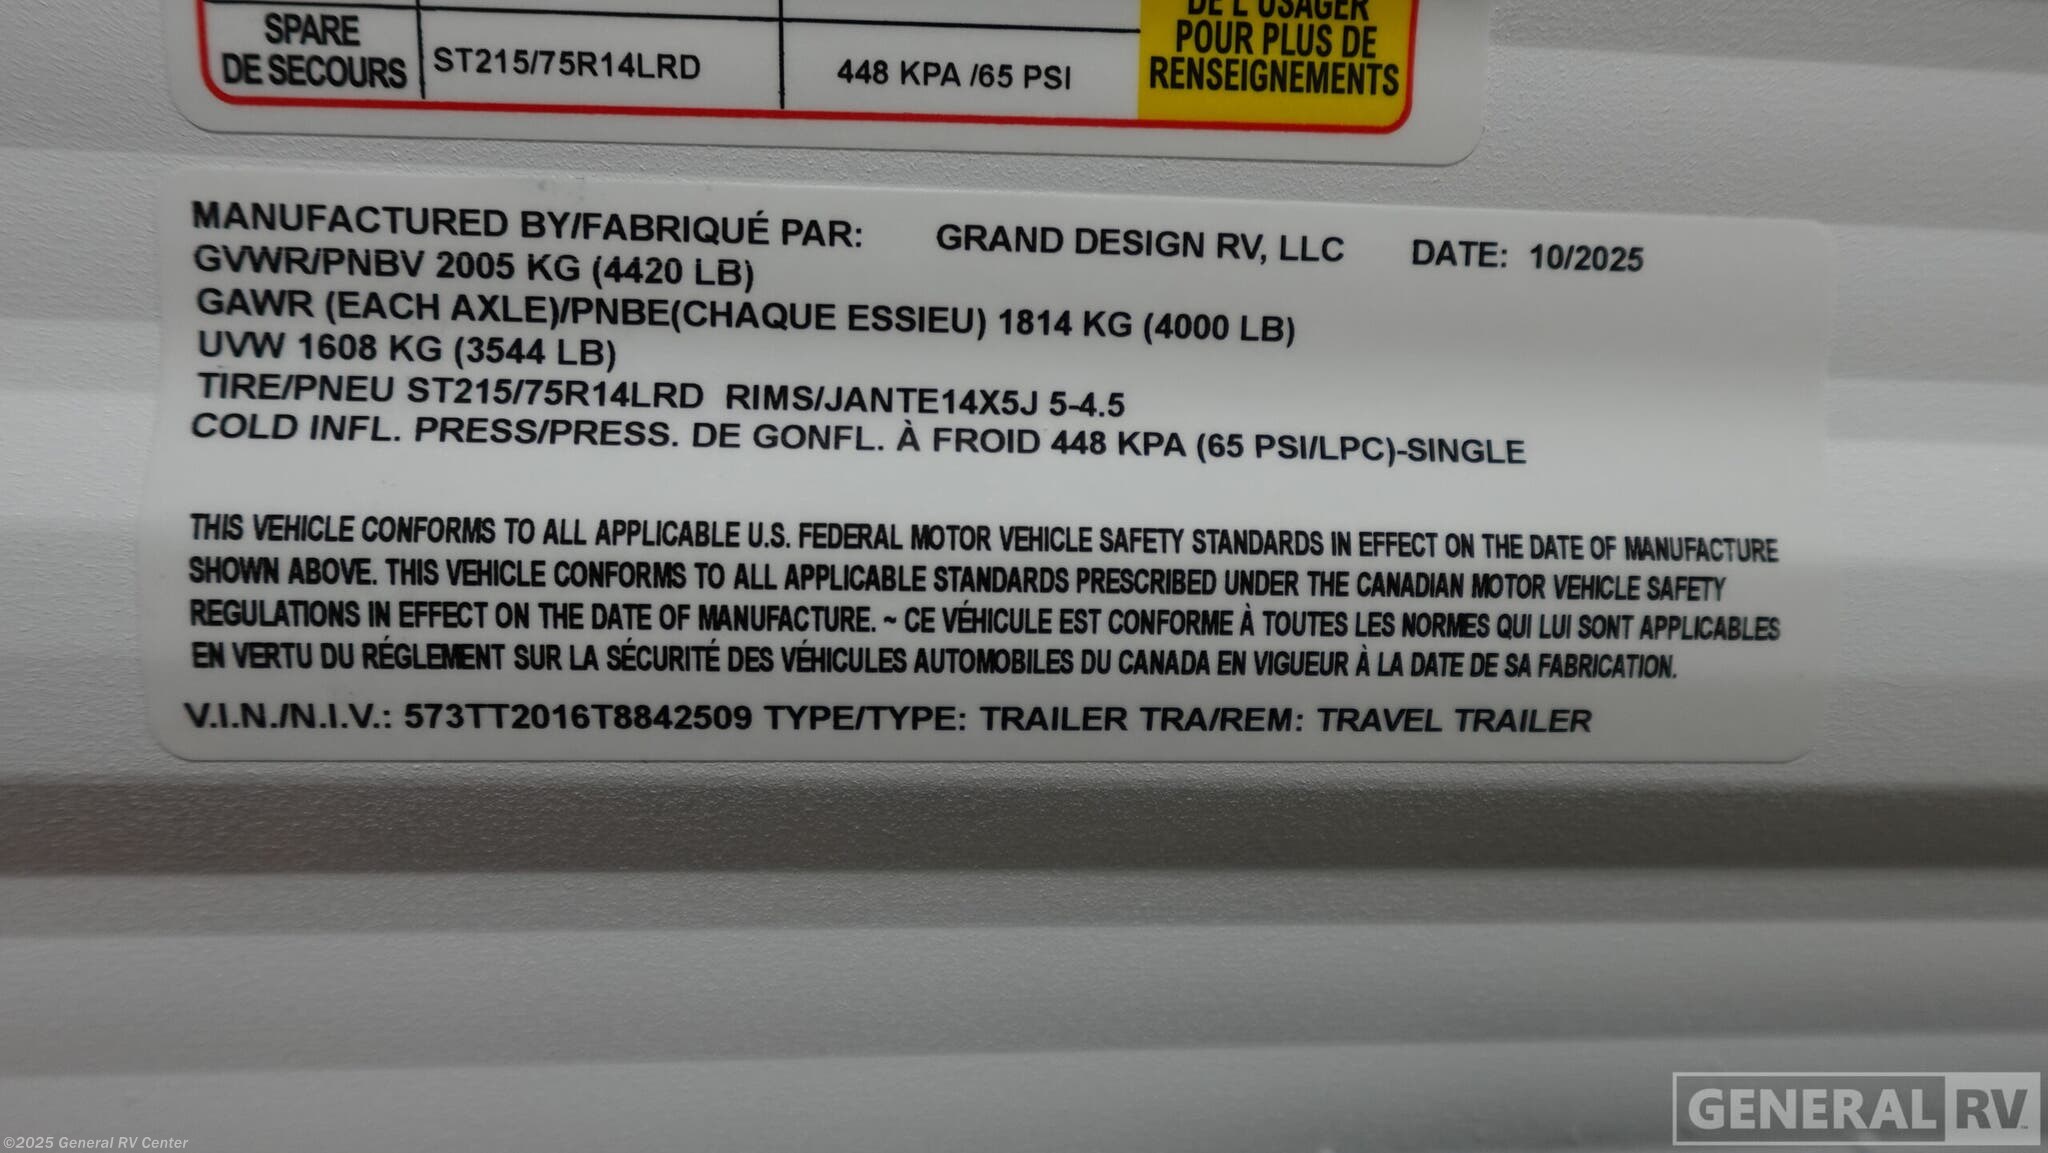 SPARE
DE SECOURS
ST215/75R14LRD
448 KPA /65 PSI
DE L'USAGER
POUR PLUS DE
RENSEIGNEMENTS
MANUFACTURED BY/FABRIQUÉ PAR: GRAND DESIGN RV, LLC DATE: 10/2025
GVWR/PNBV 2005 KG (4420 LB)
GAWR (EACH AXLE)/PNBE(CHAQUE ESSIEU) 1814 KG (4000 LB)
UVW 1608 KG (3544 LB)
TIRE/PNEU ST215/75R14LRD RIMS/JANTE14X5J 5-4.5
COLD INFL. PRESS/PRESS. DE GONFL. À FROID 448 KPA (65 PSI/LPC)-SINGLE
THIS VEHICLE CONFORMS TO ALL APPLICABLE U.S. FEDERAL MOTOR VEHICLE SAFETY STANDARDS IN EFFECT ON THE DATE OF MANUFACTURE
SHOWN ABOVE. THIS VEHICLE CONFORMS TO ALL APPLICABLE STANDARDS PRESCRIBED UNDER THE CANADIAN MOTOR VEHICLE SAFETY
REGULATIONS IN EFFECT ON THE DATE OF MANUFACTURE. ~ CE VÉHICULE EST CONFORME À TOUTES LES NORMES QUI LUI SONT APPLICABLES
EN VERTU DU RÉGLEMENT SUR LA SÉCURITÉ DES VÉHICULES AUTOMOBILES DU CANADA EN VIGUEUR À LA DATE DE SA FABRICATION.
V.I.N./N.I.V.: 573TT2016T8842509 TYPE/TYPE: TRAILER TRA/REM: TRAVEL TRAILER
GENERAL RV
©2025 General RV Center